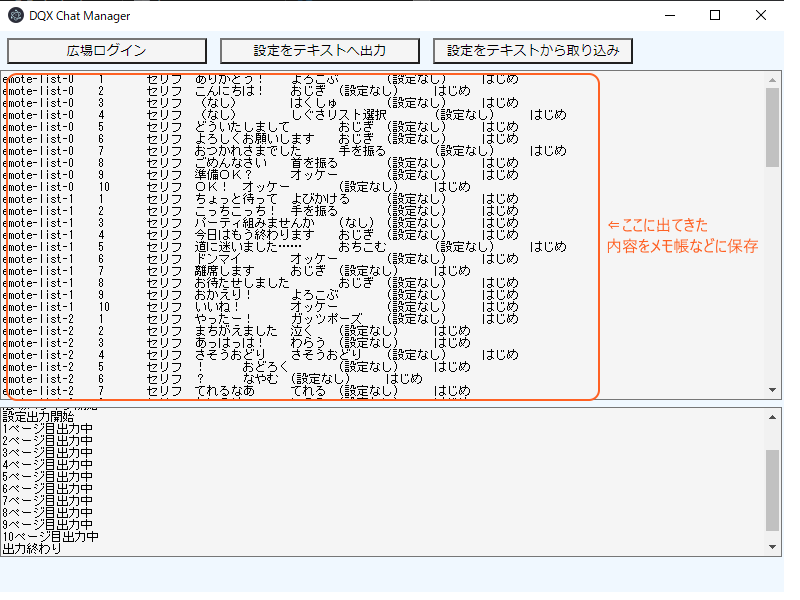 DQX Chat Manager
広場ログイン 設定をテキストへ出力 設定をテキストから取り込み
emote-list-0 1 セリフ ありがとう！ よろこぶ （設定なし） はじめ
emote-list-0 2 セリフ こんにちは！ おじぎ （設定なし） はじめ
emote-list-0 3 セリフ （なし） はくしゅ （設定なし） はじめ
emote-list-0 4 セリフ （なし） しぐさリスト選択 （設定なし） はじめ
emote-list-0 5 セリフ どういたしまして おじぎ （設定なし） はじめ
emote-list-0 6 セリフ よろしくお願いします おじぎ （設定なし） はじめ
emote-list-0 7 セリフ おつかれさまでした 手を振る （設定なし） はじめ
emote-list-0 8 セリフ ごめんなさい 首を振る （設定なし） はじめ
emote-list-0 9 セリフ 準備ＯＫ？ オッケー （設定なし） はじめ
emote-list-0 10 セリフ ＯＫ！ オッケー （設定なし） はじめ
emote-list-1 1 セリフ ちょっと待って よびかける （設定なし） はじめ
emote-list-1 2 セリフ こっちこっち！ 手を振る （設定なし） はじめ
emote-list-1 3 セリフ パーティ組みませんか （なし） （設定なし） はじめ
emote-list-1 4 セリフ 今日はもう終わります おじぎ （設定なし） はじめ
emote-list-1 5 セリフ 道に迷いました…… おちこむ （設定なし） はじめ
emote-list-1 6 セリフ ドンマイ オッケー （設定なし） はじめ
emote-list-1 7 セリフ 離席します おじぎ （設定なし） はじめ
emote-list-1 8 セリフ お待たせしました おじぎ （設定なし） はじめ
emote-list-1 9 セリフ おかえり！ よろこぶ （設定なし） はじめ
emote-list-1 10 セリフ いいね！ オッケー （設定なし） はじめ
emote-list-2 1 セリフ やったー！ ガッツポーズ （設定なし） はじめ
emote-list-2 2 セリフ まちがえました 泣く （設定なし） はじめ
emote-list-2 3 セリフ あっはっは！ わらう （設定なし） はじめ
emote-list-2 4 セリフ さそうおどり さそうおどり （設定なし） はじめ
emote-list-2 5 セリフ ！ おどろく （設定なし） はじめ
emote-list-2 6 セリフ ？ なやむ （設定なし） はじめ
emote-list-2 7 セリフ てれるなあ てれる （設定なし） はじめ
⇐ここに出てきた
内容をメモ帳などに保存
設定出力開始
1ページ目出力中
2ページ目出力中
3ページ目出力中
4ページ目出力中
5ページ目出力中
6ページ目出力中
7ページ目出力中
8ページ目出力中
9ページ目出力中
10ページ目出力中
出力終わり